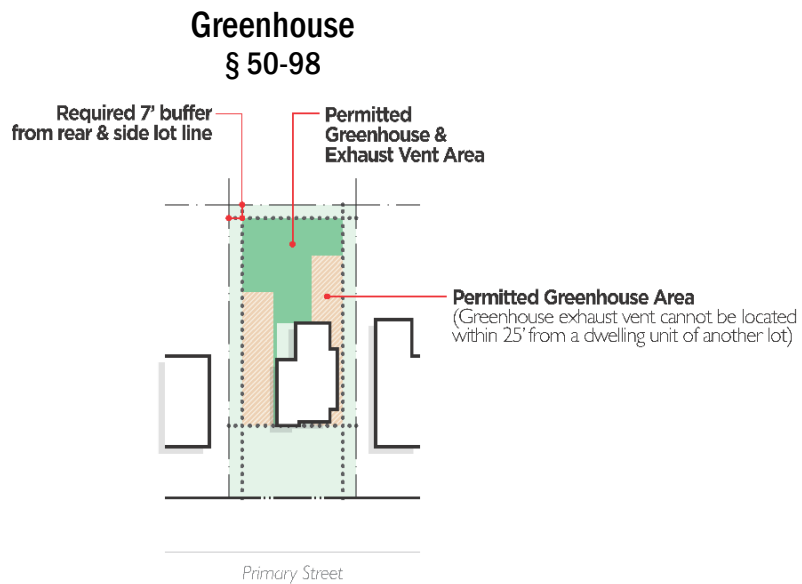 Greenhouse
§ 50-98
Required 7' buffer
from rear & side lot line
Permitted
Greenhouse &
Exhaust Vent Area
Permitted Greenhouse Area
(Greenhouse exhaust vent cannot be located
within 25' from a dwelling unit of another lot)
Primary Street